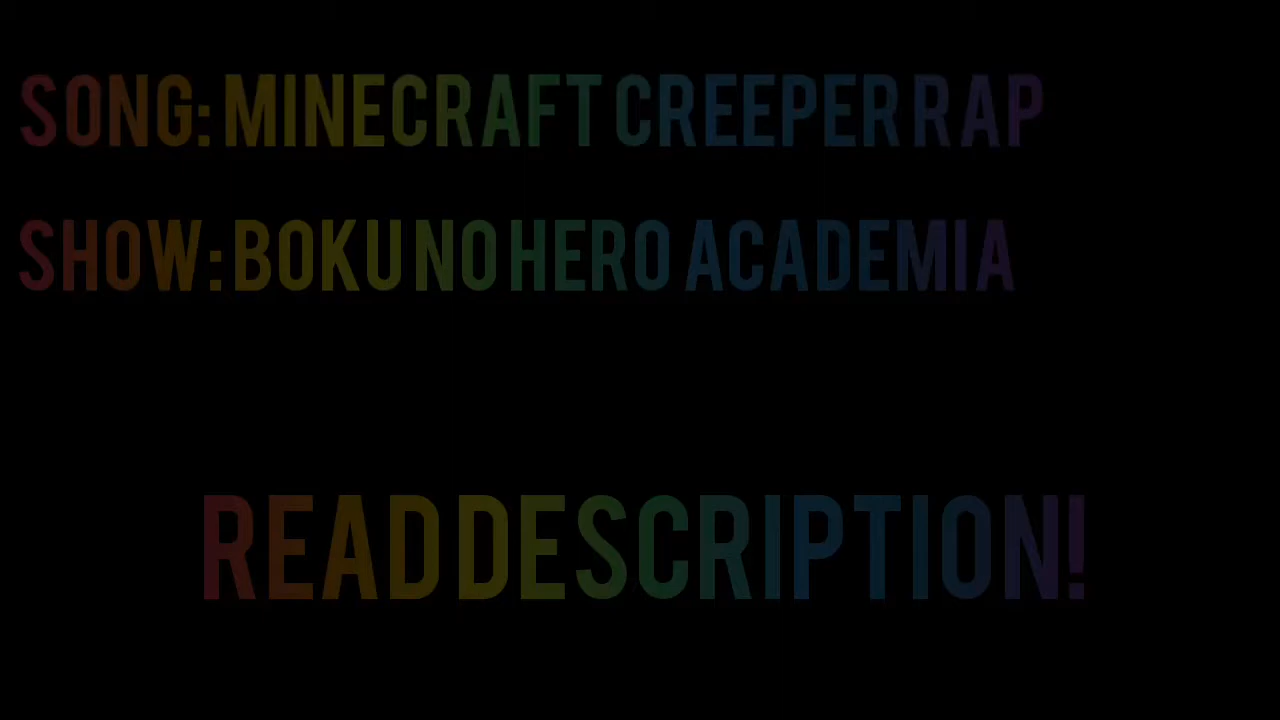 SONG: MINECRAFT CREEPER RAP
SHOW: BOKU NO HERO ACADEMIA
READ DESCRIPTION!